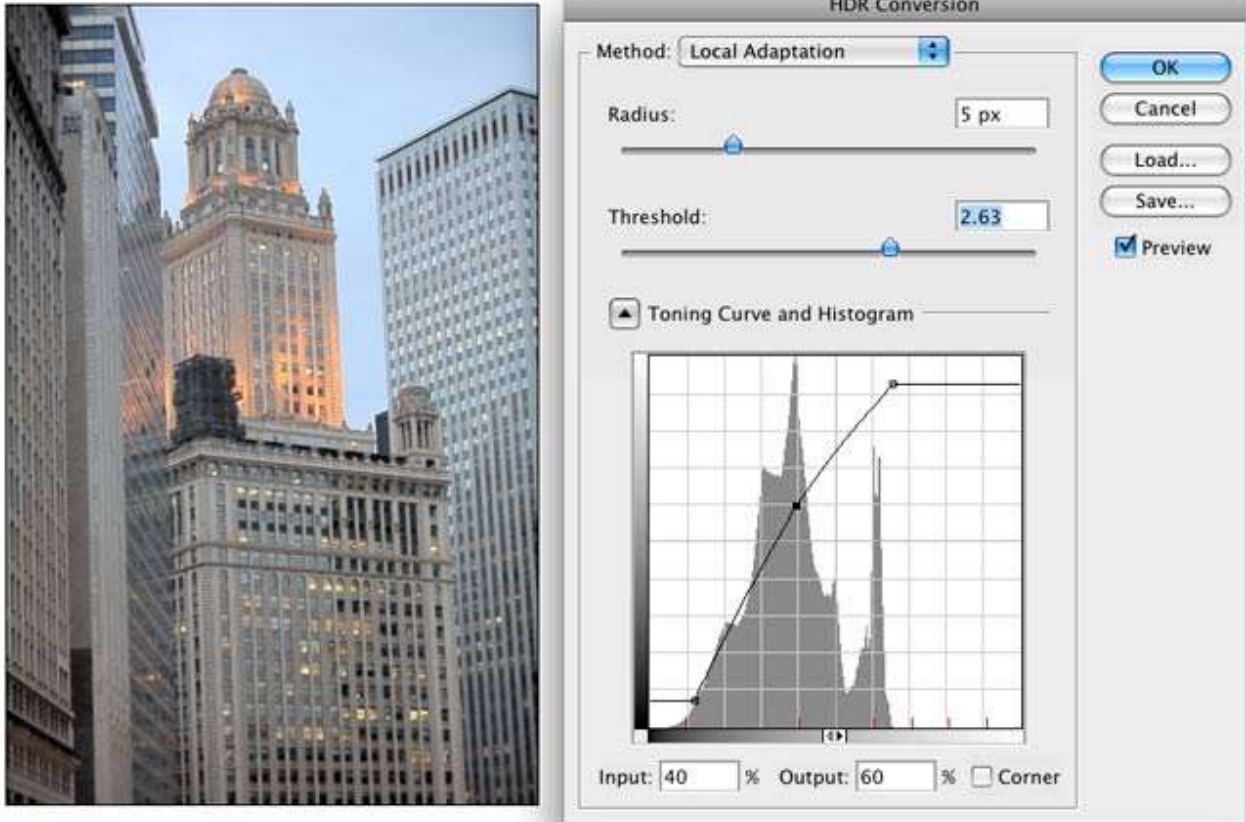 HDR Conversion
Method: Local Adaptation
OK
Radius: 5 px
Cancel
Load...
Threshold: 2.63
Save...
Preview
Toning Curve and Histogram
Input: 40 % Output: 60 % Corner